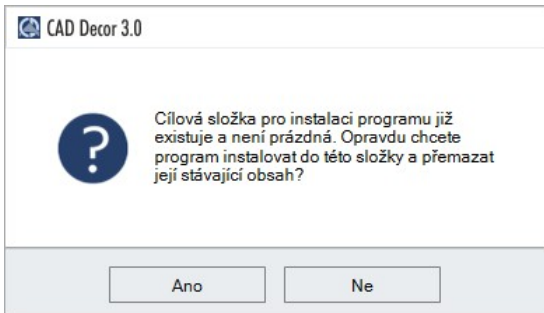 CAD Decor 3.0
Cílová složka pro instalaci programu již
existuje a není prázdná. Opravdu chcete
program instalovat do této složky a přemazat
její stávající obsah?
Ano
Ne